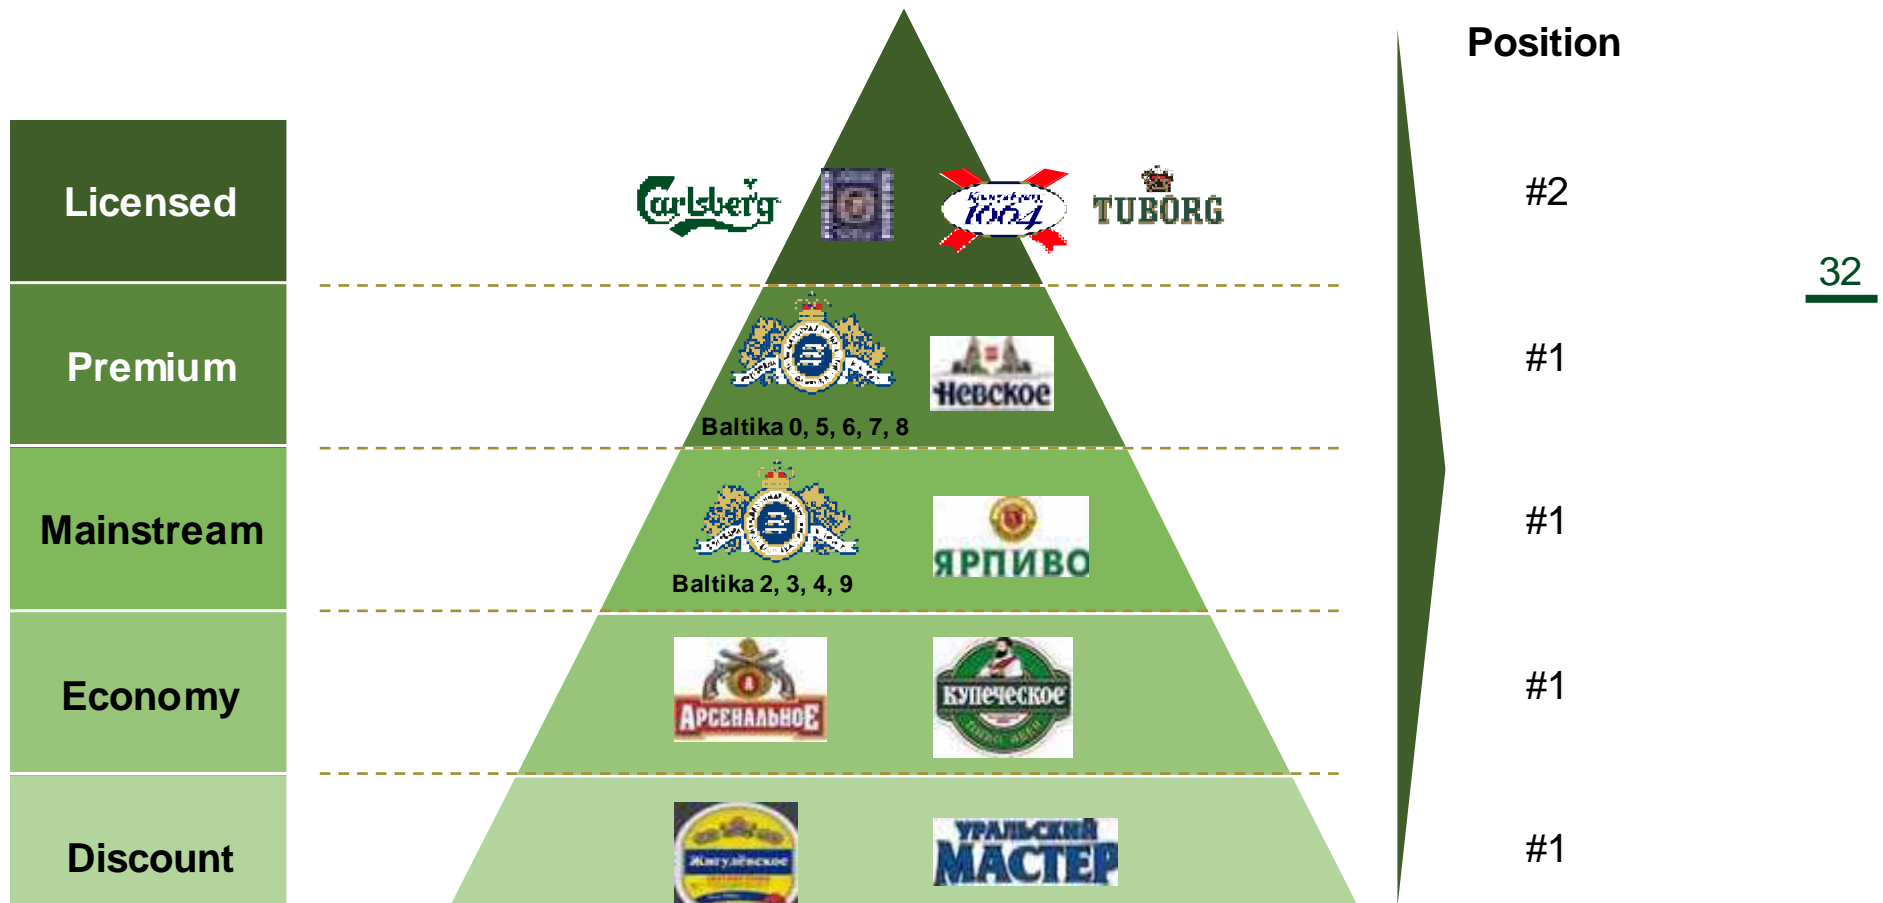 Position
Licensed
Carlsberg
1664
TUBORG
#2
32
Premium
Baltika 0, 5, 6, 7, 8
Невское
#1
Mainstream
Baltika 2, 3, 4, 9
ЯРПИВО
#1
Economy
АРСЕНАЛЬНОЕ
КУПЕЧЕСКОЕ
#1
Discount
Жигулёвское
УРАЛЬСКИЙ
МАСТЕР
#1